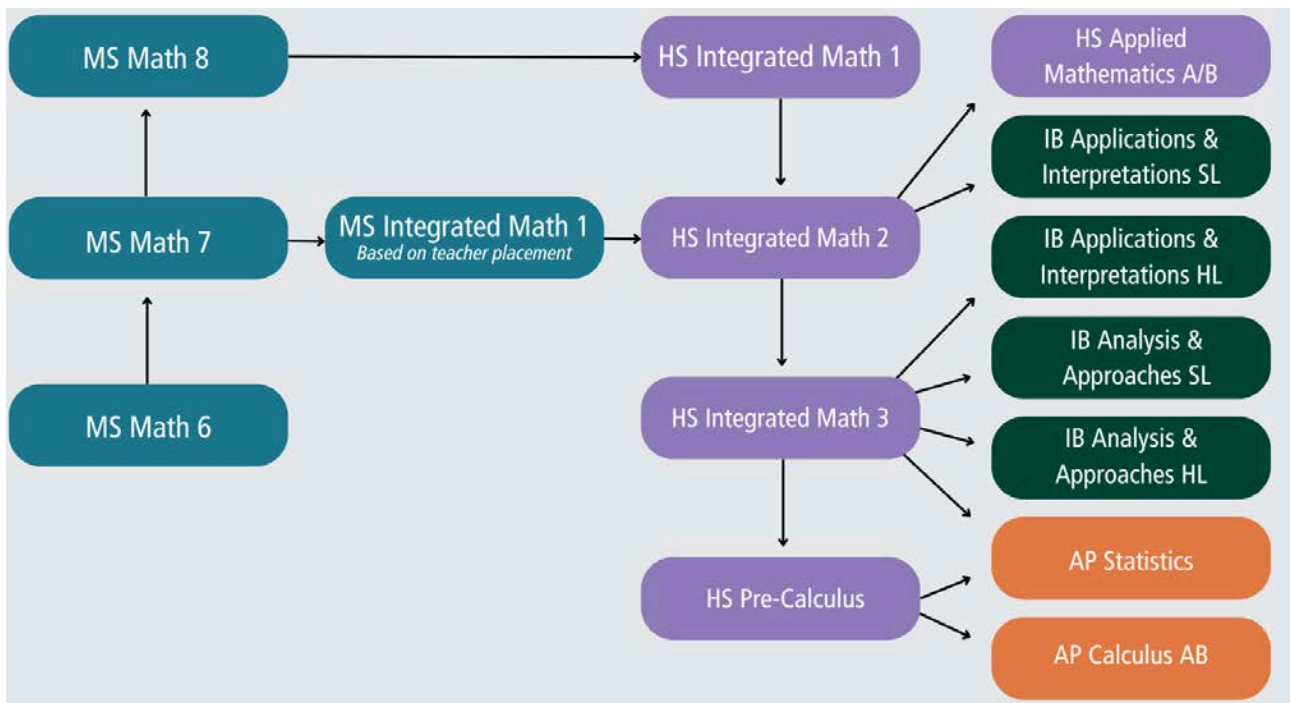 MS Math 8
HS Integrated Math 1
HS Applied
Mathematics A/B
IB Applications &
Interpretations SL
MS Math 7
MS Integrated Math 1
Based on teacher placement
HS Integrated Math 2
IB Applications &
Interpretations HL
IB Analysis &
Approaches SL
MS Math 6
HS Integrated Math 3
IB Analysis &
Approaches HL
AP Statistics
HS Pre-Calculus
AP Calculus AB